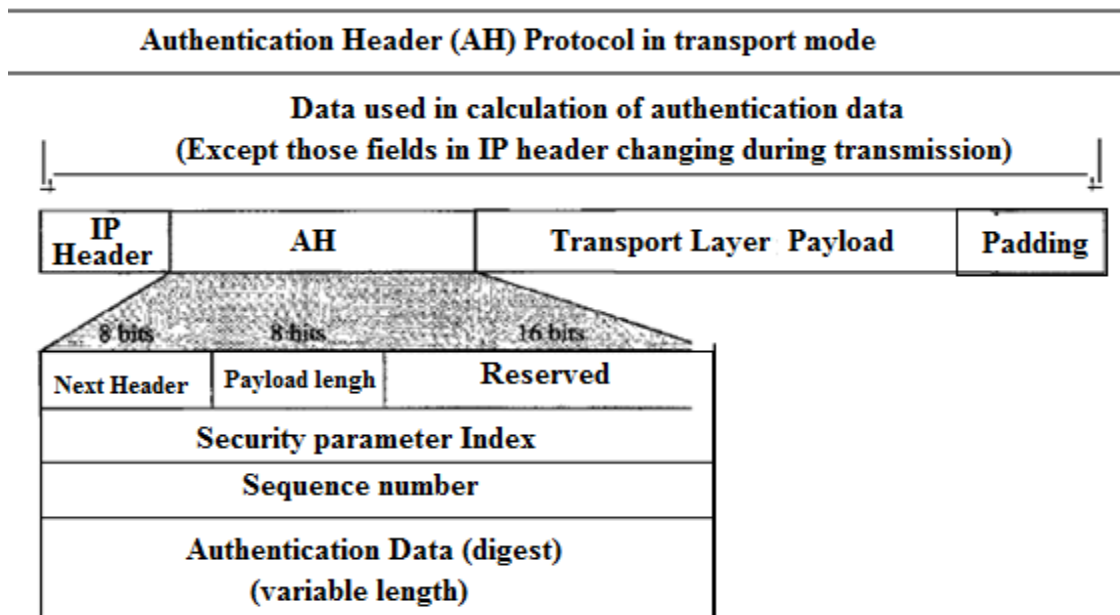 Authentication Header (AH) Protocol in transport mode
Data used in calculation of authentication data
(Except those fields in IP header changing during transmission)
IP
Header
AH
Transport Layer Payload
Padding
8 bits
8 bits
16 bits
Next Header
Payload lengh
Reserved
Security parameter Index
Sequence number
Authentication Data (digest)
(variable length)